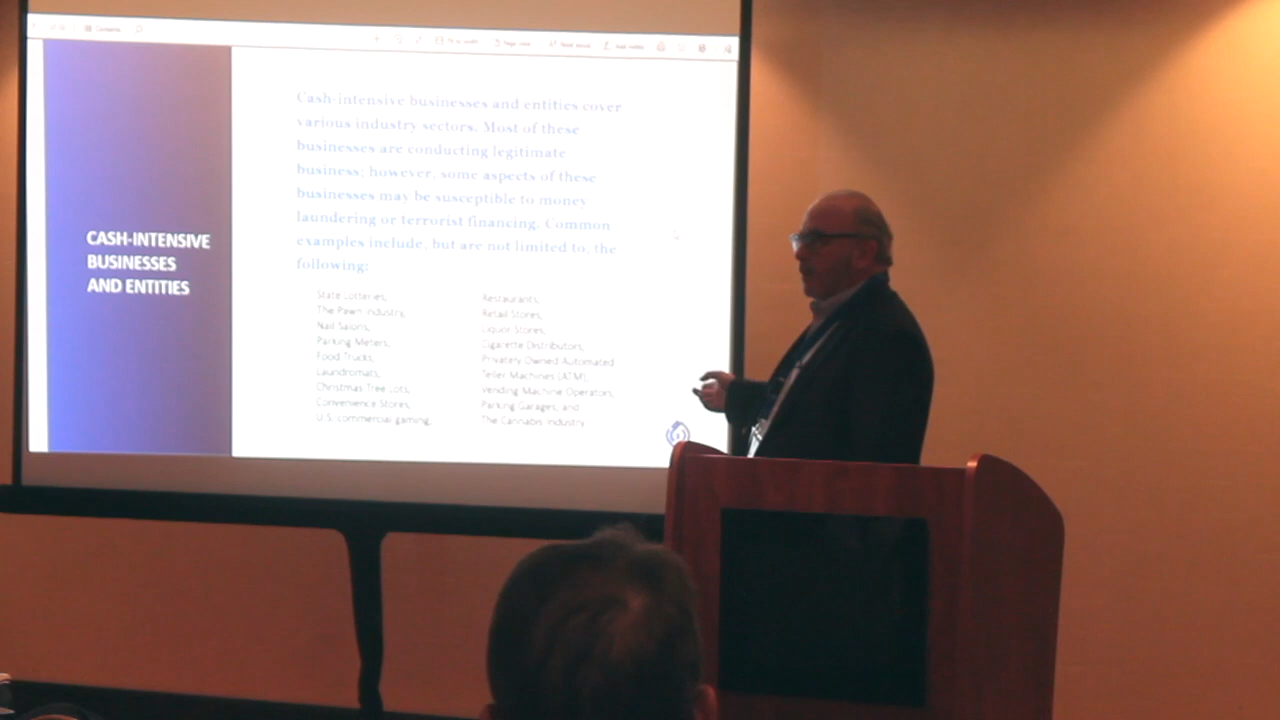 Contents
CASH-INTENSIVE
BUSINESSES
AND ENTITIES
Cash-intensive businesses and entities cover
various industry sectors. Most of these
businesses are conducting legitimate
business; however, some aspects of these
businesses may be susceptible to money
laundering or terrorist financing. Common
examples include, but are not limited to, the
following:
State Lotteries,
The Pawn Industry,
Nail Salons,
Parking Meters,
Food Trucks,
Laundromats,
Christmas Tree Lots,
Convenience Stores,
U.S. commercial gaming,
Restaurants,
Retail Stores,
Liquor Stores,
Cigarette Distributors,
Privately Owned Automated
Teller Machines (ATM),
Vending Machine Operators,
Parking Garages, and
The Cannabis Industry